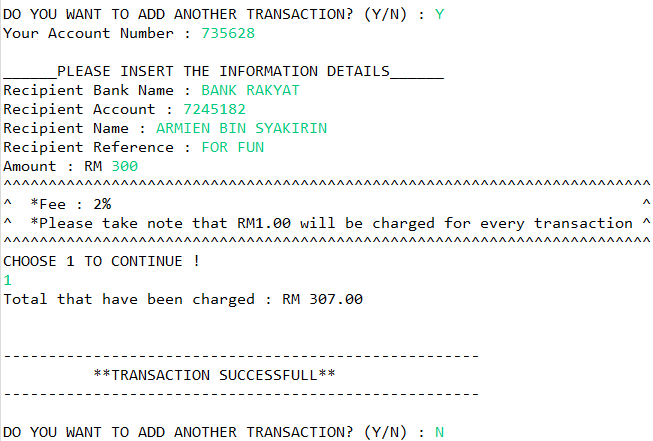 DO YOU WANT TO ADD ANOTHER TRANSACTION? (Y/N) : Y
Your Account Number : 735628
______PLEASE INSERT THE INFORMATION DETAILS______
Recipient Bank Name : BANK RAKYAT
Recipient Account : 7245182
Recipient Name : ARMIEN BIN SYAKIRIN
Recipient Reference : FOR FUN
Amount : RM 300
^^^^^^^^^^^^^^^^^^^^^^^^^^^^^^^^^^^^^^^^^^^^^^^^^^^^^^^^^^^^^^^^^^^^^^^^
^  *Fee : 2%                                                           ^
^  *Please take note that RM1.00 will be charged for every transaction ^
^^^^^^^^^^^^^^^^^^^^^^^^^^^^^^^^^^^^^^^^^^^^^^^^^^^^^^^^^^^^^^^^^^^^^^^^
CHOOSE 1 TO CONTINUE !
1
Total that have been charged : RM 307.00
-----------------------------------------------------
          **TRANSACTION SUCCESSFULL**
-----------------------------------------------------
DO YOU WANT TO ADD ANOTHER TRANSACTION? (Y/N) : N